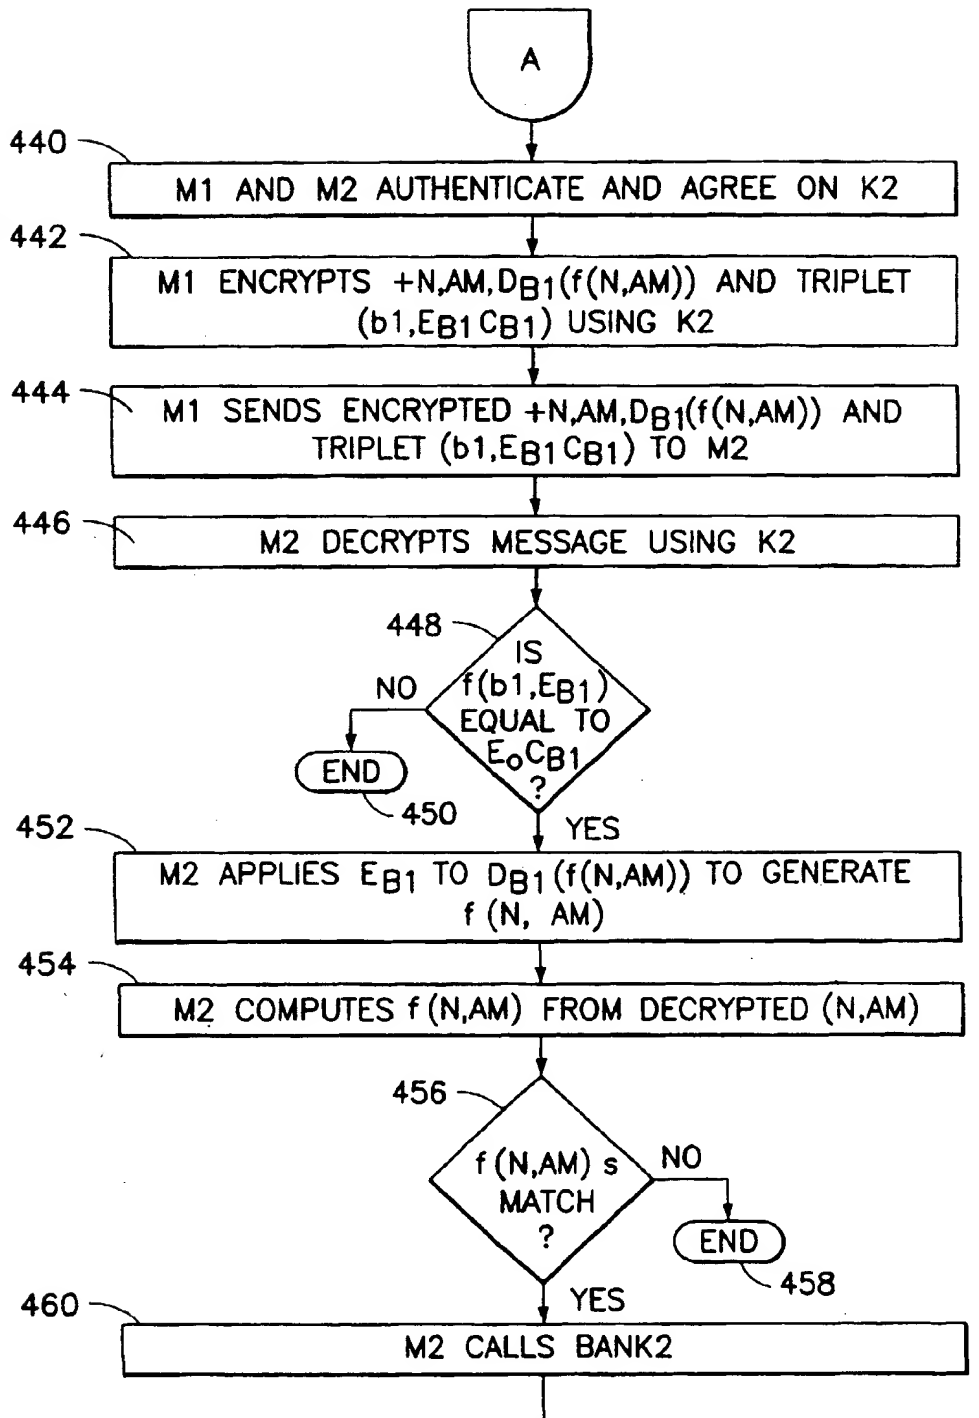 A
440
M1 AND M2 AUTHENTICATE AND AGREE ON K2
442
M1 ENCRYPTS +N,AM,DB1(f(N,AM)) AND TRIPLET
(b1,EB1CB1) USING K2
444
M1 SENDS ENCRYPTED +N,AM,DB1(f(N,AM)) AND
TRIPLET (b1,EB1CB1) TO M2
446
M2 DECRYPTS MESSAGE USING K2
448
IS
f(b1,EB1)
EQUAL TO
EoCB1
?
NO
END
450
YES
452
M2 APPLIES EB1 TO DB1(f(N,AM)) TO GENERATE
f(N, AM)
454
M2 COMPUTES f(N,AM) FROM DECRYPTED (N,AM)
456
f(N,AM) s
MATCH
?
NO
END
458
YES
460
M2 CALLS BANK2